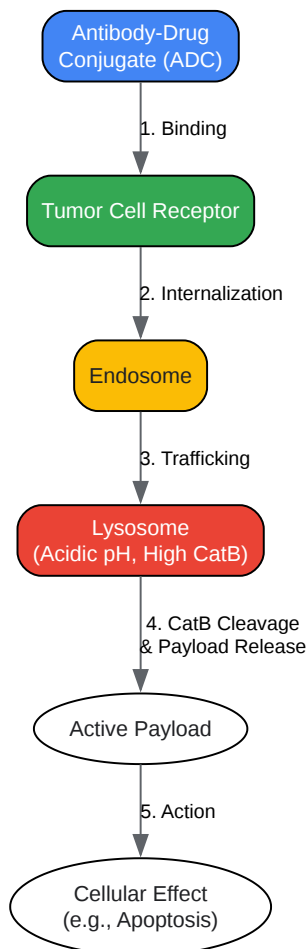 Antibody-Drug
Conjugate (ADC)
1. Binding
Tumor Cell Receptor
2. Internalization
Endosome
3. Trafficking
Lysosome
(Acidic pH, High CatB)
4. CatB Cleavage
& Payload Release
Active Payload
5. Action
Cellular Effect
(e.g., Apoptosis)